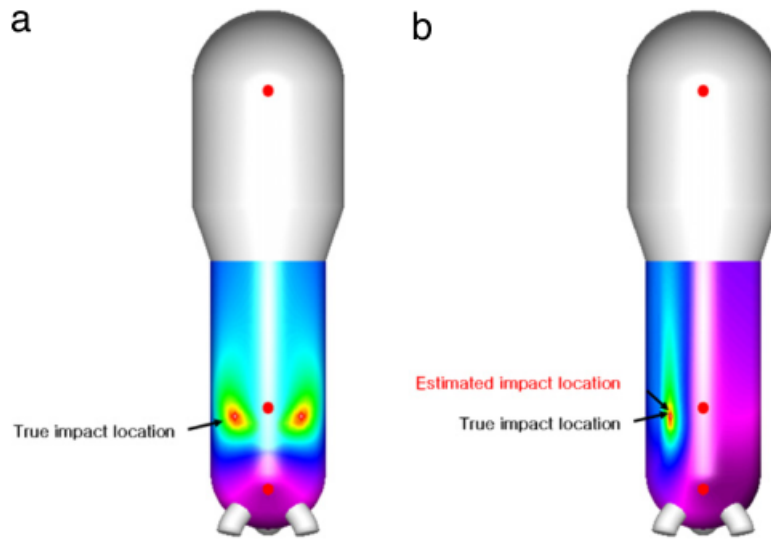 a
b
Estimated impact location
True impact location
True impact location